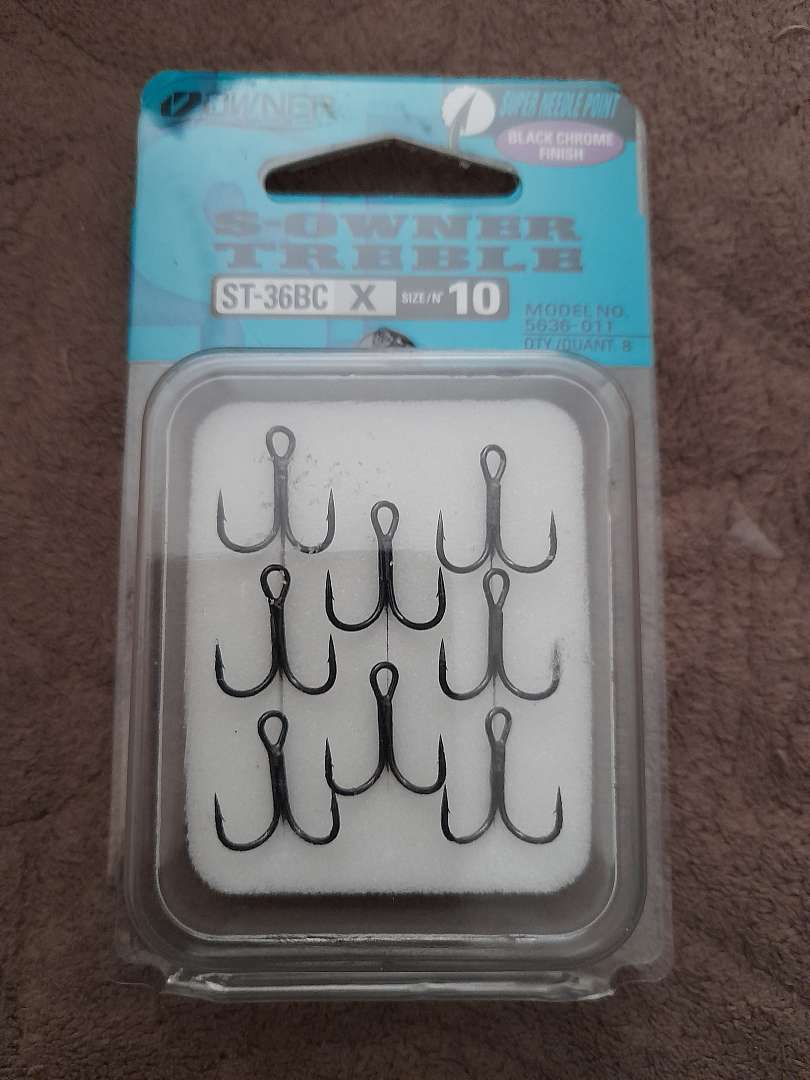 OWNER
SUPER NEEDLE POINT
BLACK CHROME
FINISH
S-OWNER
TREBLE
ST-36BC X SIZE/N° 10
MODEL NO.
5636-011
QTY/QUANT. 8